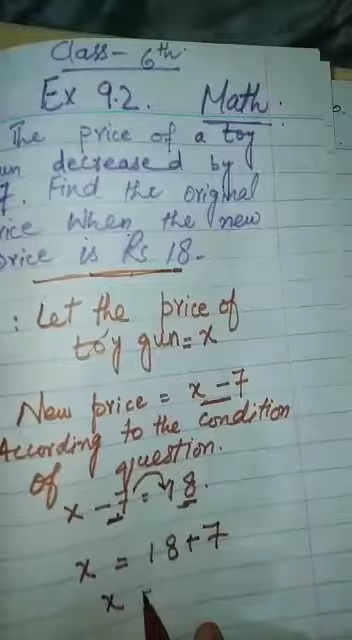 Class - 6th.
Ex 9.2. Math.
The price of a toy
un decreased by
7. Find the original
rice when the new
price is Rs 18.
: Let the price of
toy gun = x
New price = x - 7
According to the condition
of question.
x - 7 = 18.
x = 18 + 7
x